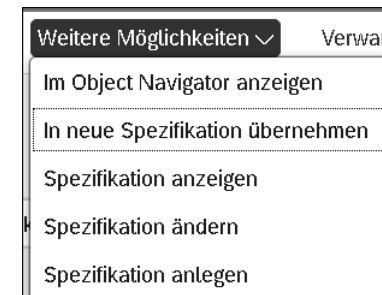 Weitere Möglichkeiten
Im Object Navigator anzeigen
In neue Spezifikation übernehmen
Spezifikation anzeigen
Spezifikation ändern
Spezifikation anlegen